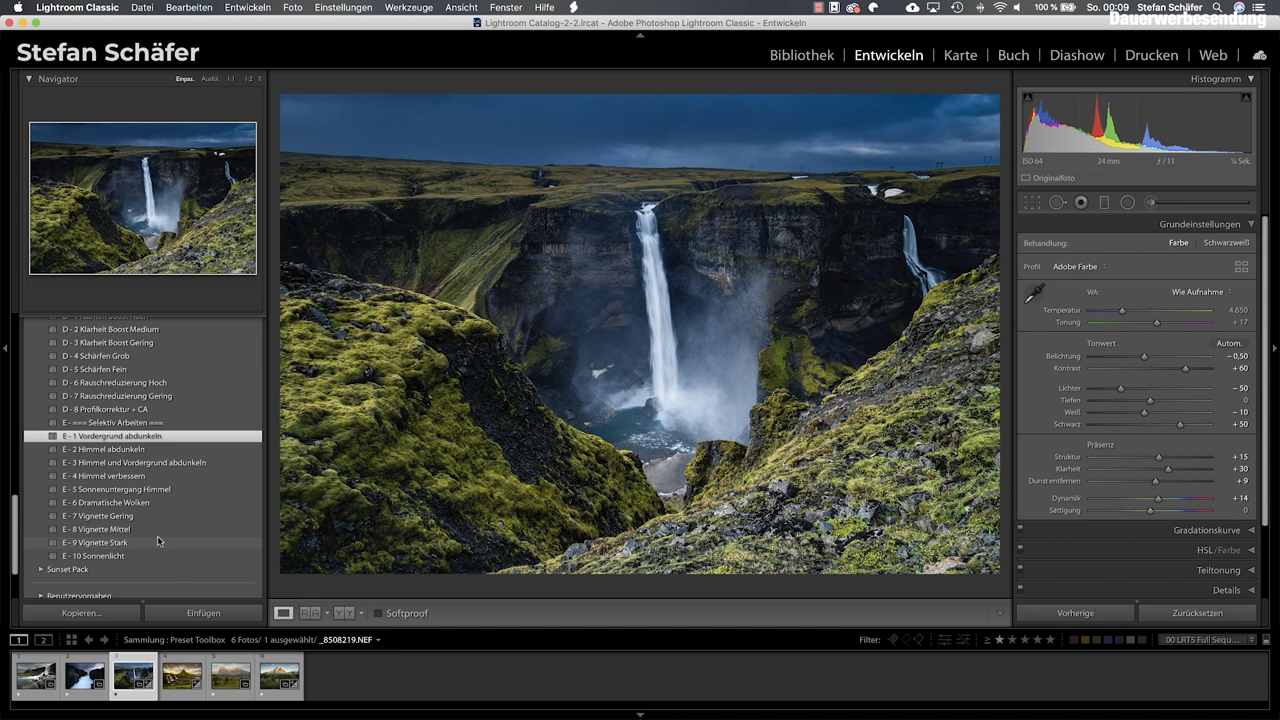 Lightroom Classic Datei Bearbeiten Entwickeln Foto Einstellungen Werkzeuge Ansicht Fenster Hilfe 100 % So. 00:09 Stefan Schäfer
Lightroom Catalog-2-2.lrcat - Adobe Photoshop Lightroom Classic - Entwickeln
Dauerwerbesendung
Stefan Schäfer
Bibliothek Entwickeln Karte Buch Diashow Drucken Web
Navigator Einpas. Ausfül. 1:1 1:2
Histogramm
ISO 64 24 mm ƒ / 11 ¼ Sek.
Originalfoto
Grundeinstellungen
Behandlung: Farbe Schwarzweiß
Profil: Adobe Farbe
WA: Wie Aufnahme
Temperatur 4.650
Tonung + 17
Tonwert Autom.
Belichtung − 0,50
Kontrast + 60
Lichter − 50
Tiefen 0
Weiß − 10
Schwarz + 50
Präsenz
Struktur + 15
Klarheit + 30
Dunst entfernen + 9
Dynamik + 14
Sättigung 0
Gradationskurve
HSL / Farbe
Teiltonung
Details
Vorherige Zurücksetzen
D - 2 Klarheit Boost Medium
D - 3 Klarheit Boost Gering
D - 4 Schärfen Grob
D - 5 Schärfen Fein
D - 6 Rauschreduzierung Hoch
D - 7 Rauschreduzierung Gering
D - 8 Profilkorrektur + CA
E - === Selektiv Arbeiten ===
E - 1 Vordergrund abdunkeln
E - 2 Himmel abdunkeln
E - 3 Himmel und Vordergrund abdunkeln
E - 4 Himmel verbessern
E - 5 Sonnenuntergang Himmel
E - 6 Dramatische Wolken
E - 7 Vignette Gering
E - 8 Vignette Mittel
E - 9 Vignette Stark
E - 10 Sonnenlicht
Sunset Pack
Benutzervorgaben
Kopieren... Einfügen
Softproof
1 2 Sammlung : Preset Toolbox 6 Fotos/ 1 ausgewählt/ _8508219.NEF
Filter: 00 LRT5 Full Sequ...